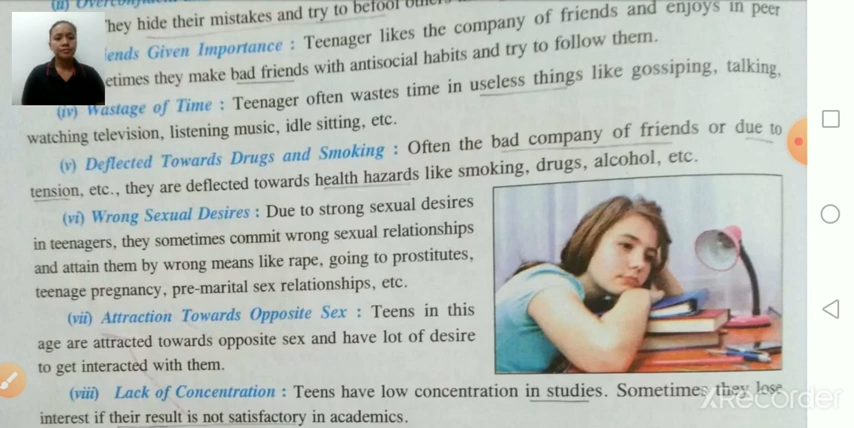 (ii) Overconfident
They hide their mistakes and try to befool others
ends Given Importance : Teenager likes the company of friends and enjoys in peer
etimes they make bad friends with antisocial habits and try to follow them.
(iv) Wastage of Time : Teenager often wastes time in useless things like gossiping, talking,
watching television, listening music, idle sitting, etc.
(v) Deflected Towards Drugs and Smoking : Often the bad company of friends or due to
tension, etc., they are deflected towards health hazards like smoking, drugs, alcohol, etc.
(vi) Wrong Sexual Desires : Due to strong sexual desires
in teenagers, they sometimes commit wrong sexual relationships
and attain them by wrong means like rape, going to prostitutes,
teenage pregnancy, pre-marital sex relationships, etc.
(vii) Attraction Towards Opposite Sex : Teens in this
age are attracted towards opposite sex and have lot of desire
to get interacted with them.
(viii) Lack of Concentration : Teens have low concentration in studies. Sometimes they lose
interest if their result is not satisfactory in academics.
XRecorder